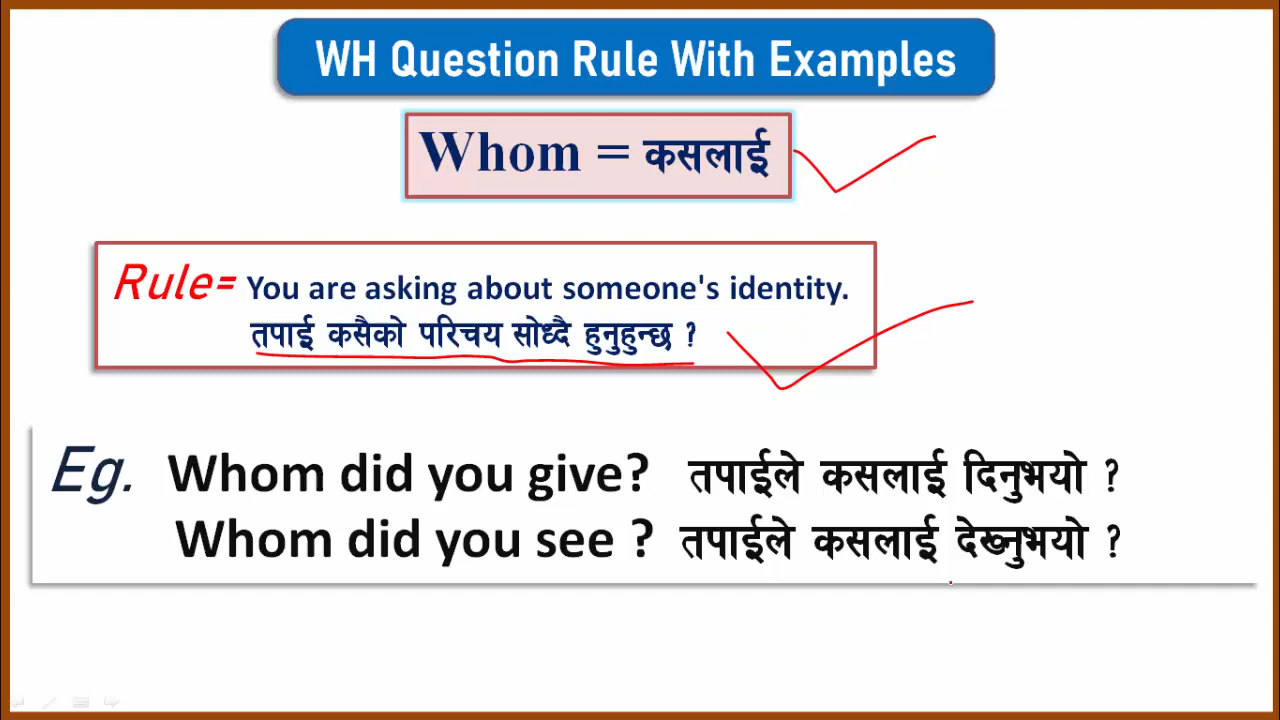 WH Question Rule With Examples
Whom = कसलाई
Rule= You are asking about someone's identity.
तपाई कसैको परिचय सोध्दै हुनुहुन्छ ?
Eg. Whom did you give? तपाईले कसलाई दिनुभयो ?
Whom did you see ? तपाईले कसलाई देख्नुभयो ?